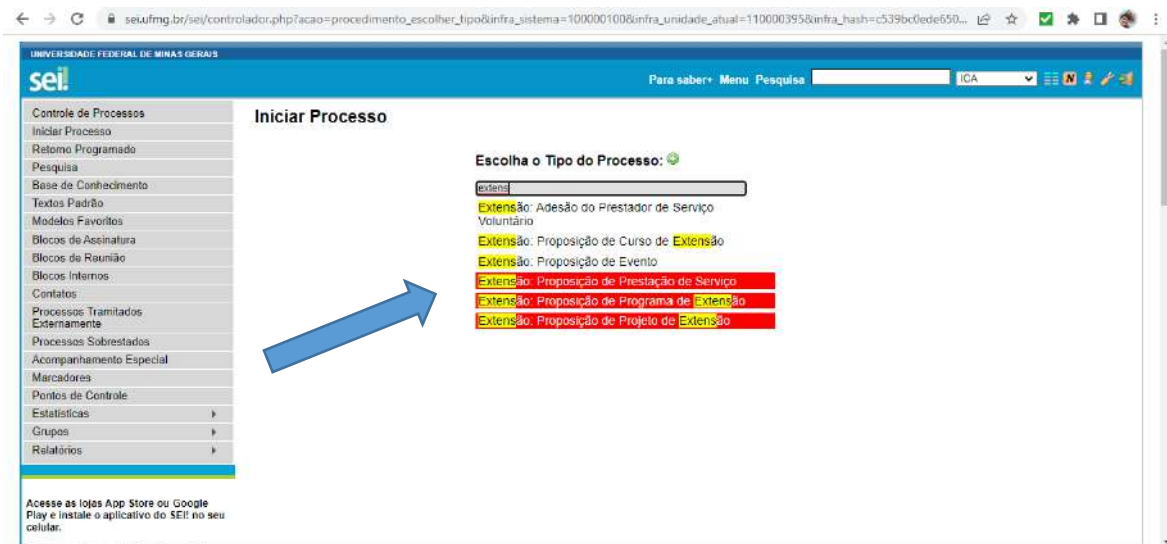 sei.ufmg.br/sei/controlador.php?acao=procedimento_escolher_tipo&infra_sistema=100000100&infra_unidade_atual=110000395&infra_hash=c539bc0ede650...
UNIVERSIDADE FEDERAL DE MINAS GERAIS
sei!
Para saber+ Menu Pesquisa
ICA
Controle de Processos
Iniciar Processo
Retorno Programado
Pesquisa
Base de Conhecimento
Textos Padrão
Modelos Favoritos
Blocos de Assinatura
Blocos de Reunião
Blocos Internos
Contatos
Processos Tramitados
Externamente
Processos Sobrestados
Acompanhamento Especial
Marcadores
Pontos de Controle
Estatísticas
Grupos
Relatórios
Acesse as lojas App Store ou Google
Play e instale o aplicativo do SEI! no seu
celular.
Iniciar Processo
Escolha o Tipo do Processo:
extens
Extensão: Adesão do Prestador de Serviço
Voluntário
Extensão: Proposição de Curso de Extensão
Extensão: Proposição de Evento
Extensão: Proposição de Prestação de Serviço
Extensão: Proposição de Programa de Extensão
Extensão: Proposição de Projeto de Extensão